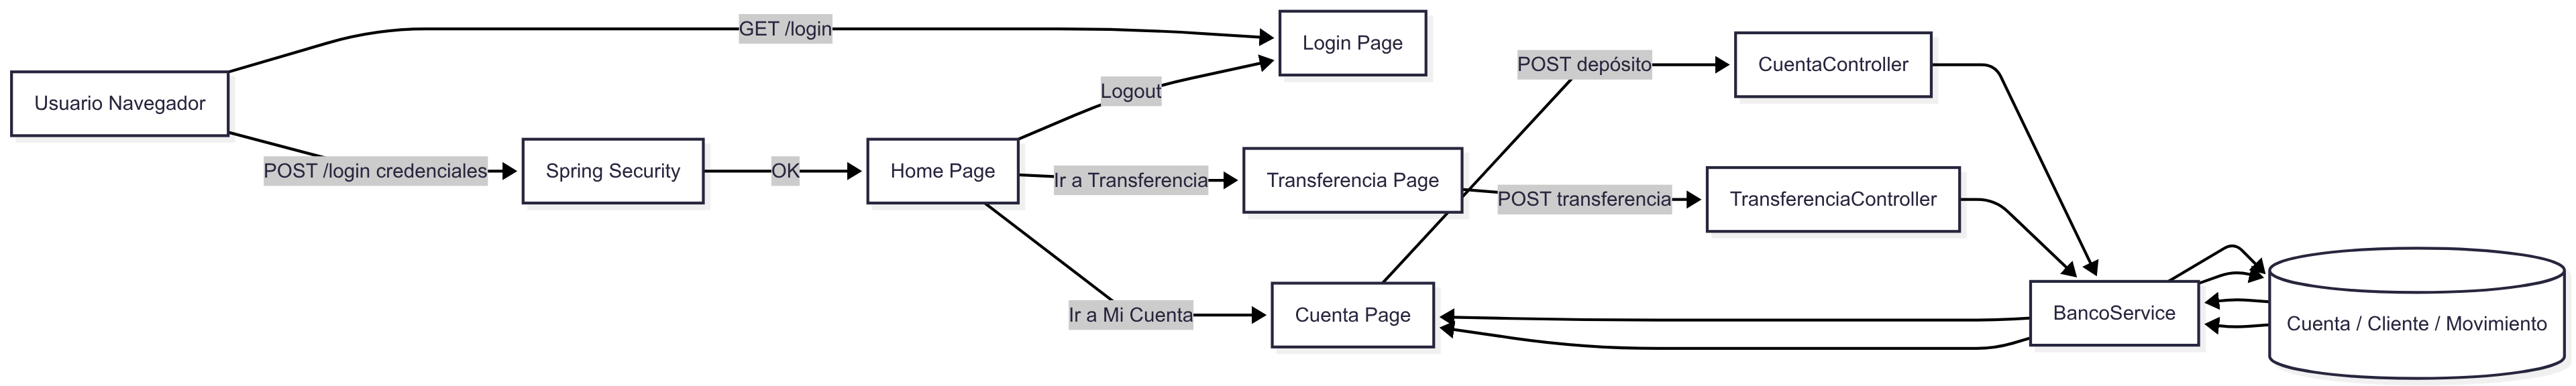 GET /login
Login Page
Usuario Navegador
Logout
POST depósito
CuentaController
POST /login credenciales
Spring Security
OK
Home Page
Ir a Transferencia
Transferencia Page
POST transferencia
TransferenciaController
Ir a Mi Cuenta
Cuenta Page
BancoService
Cuenta / Cliente / Movimiento